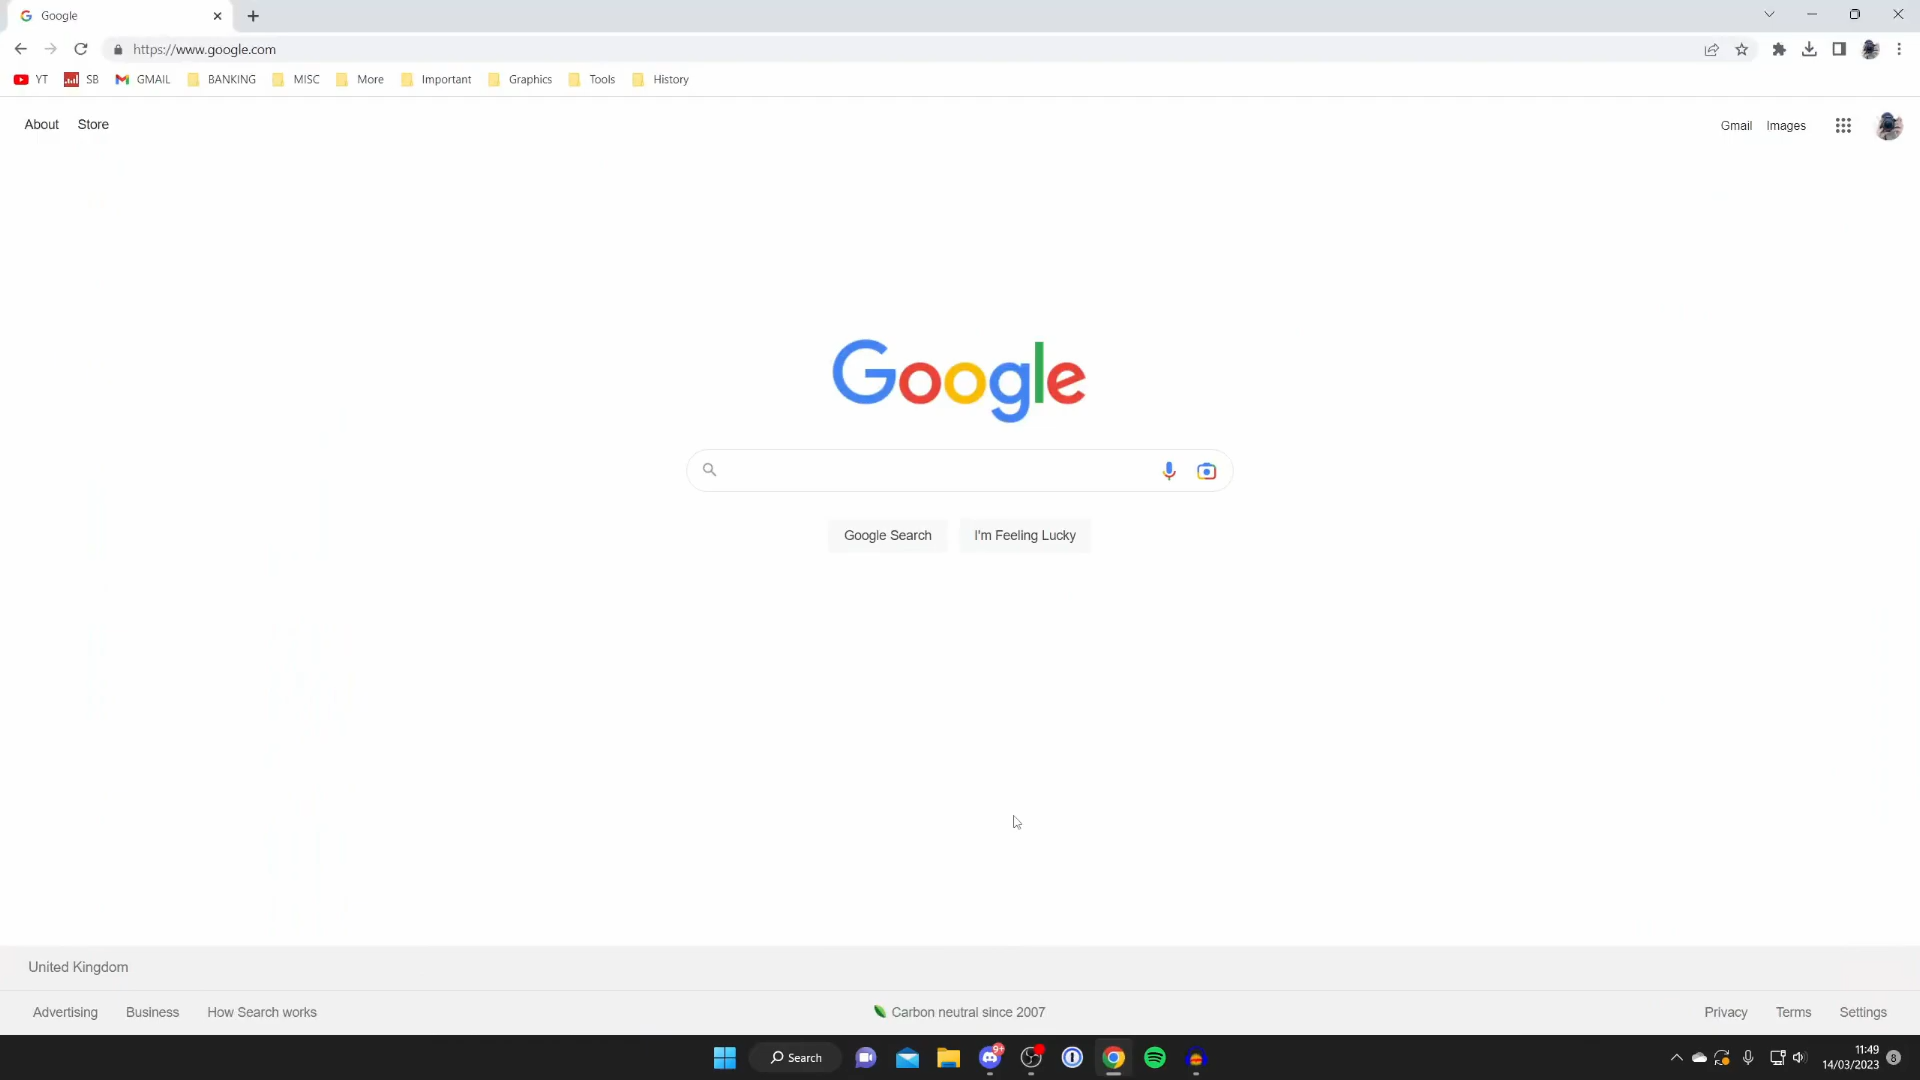 Google
https://www.google.com
YT SB GMAIL BANKING MISC More Important Graphics Tools History
About Store
Gmail Images
Google
Google Search I'm Feeling Lucky
United Kingdom
Advertising Business How Search works
Carbon neutral since 2007
Privacy Terms Settings
Search
9+
11:49
14/03/2023
8